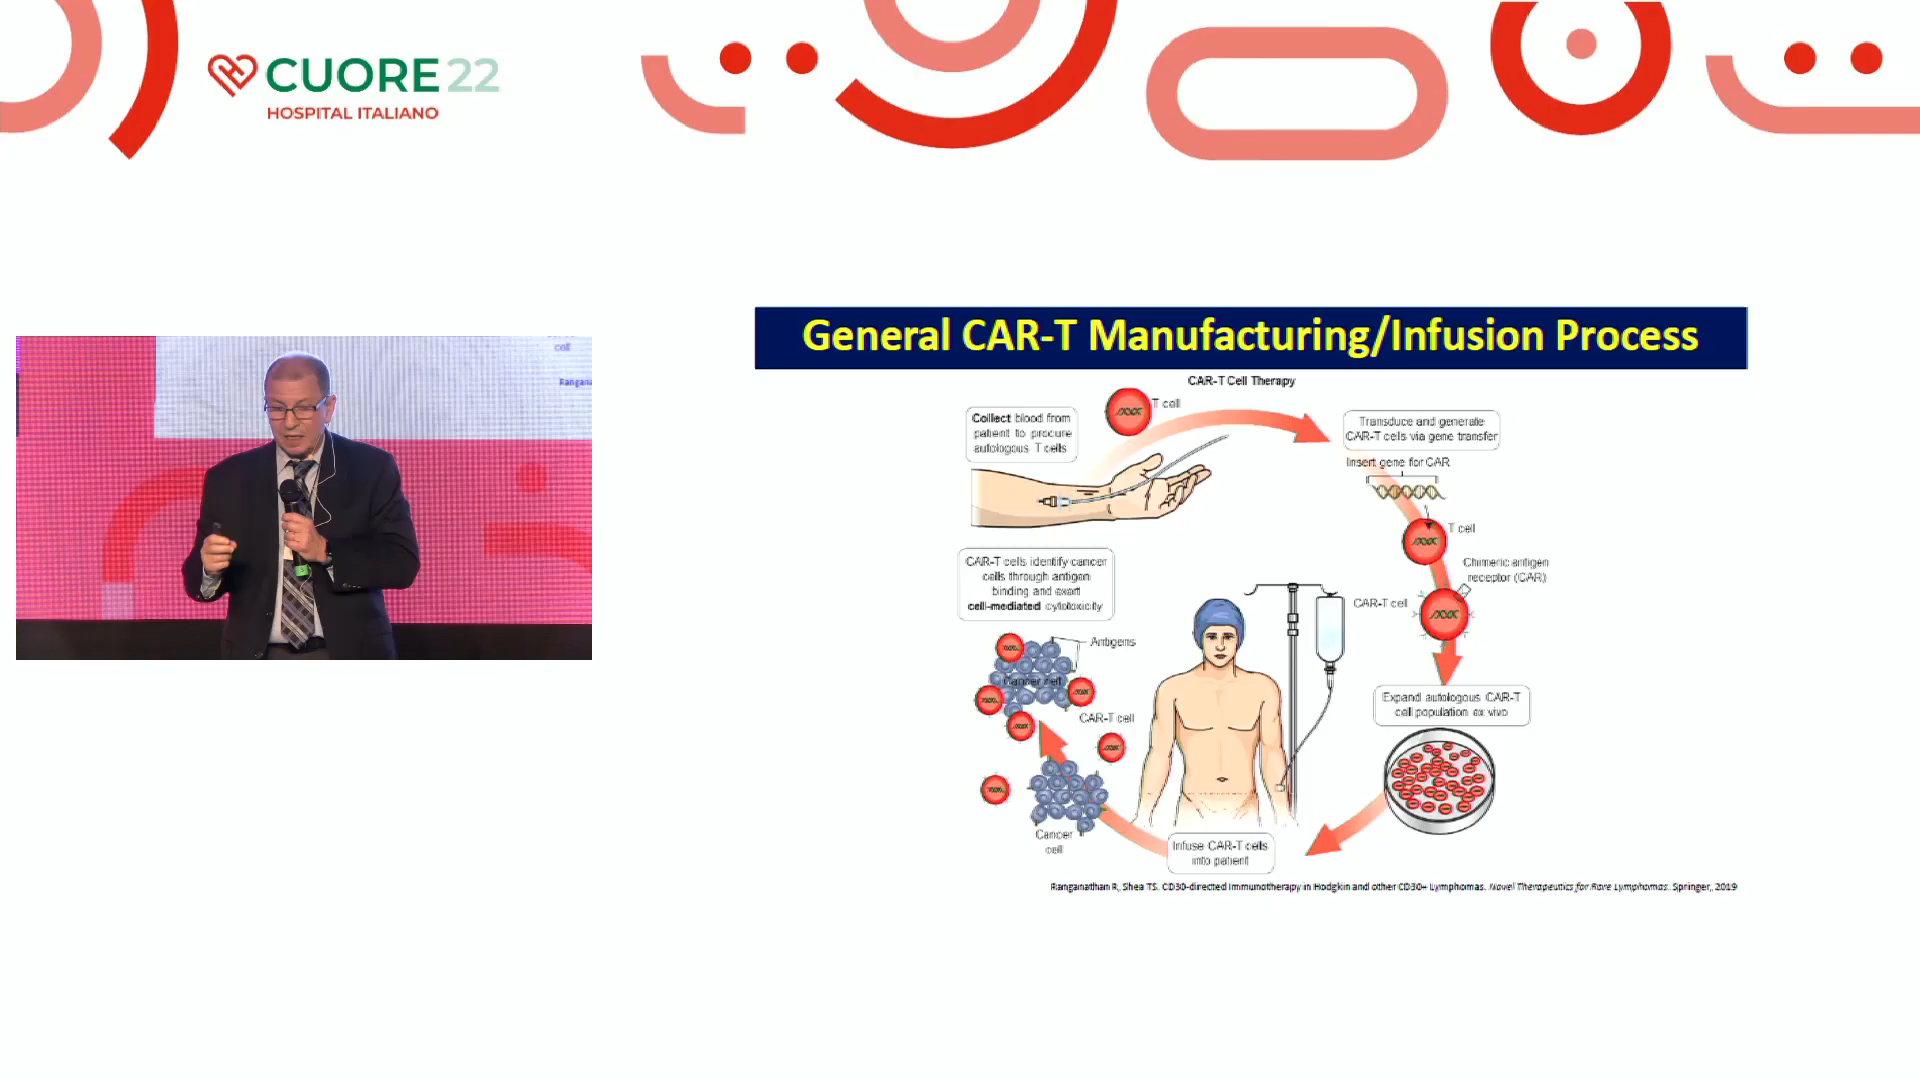 CUORE 22
HOSPITAL ITALIANO
cell
General CAR-T Manufacturing/Infusion Process
CAR-T Cell Therapy
Collect blood from
patient to procure
autologous T cells
T cell
Transduce and generate
CAR-T cells via gene transfer
Insert gene for CAR
T cell
Chimeric antigen
receptor (CAR)
CAR-T cell
Expand autologous CAR-T
cell population ex vivo
Infuse CAR-T cells
into patient
CAR-T cells identify cancer
cells through antigen
binding and exert
cell-mediated cytotoxicity
Antigens
Cancer cell
CAR-T cell
Cancer
cell
Ranganathan R, Shea TS. CD30-directed Immunotherapy in Hodgkin and other CD30+ Lymphomas. Novel Therapeutics for Rare Lymphomas. Springer, 2019